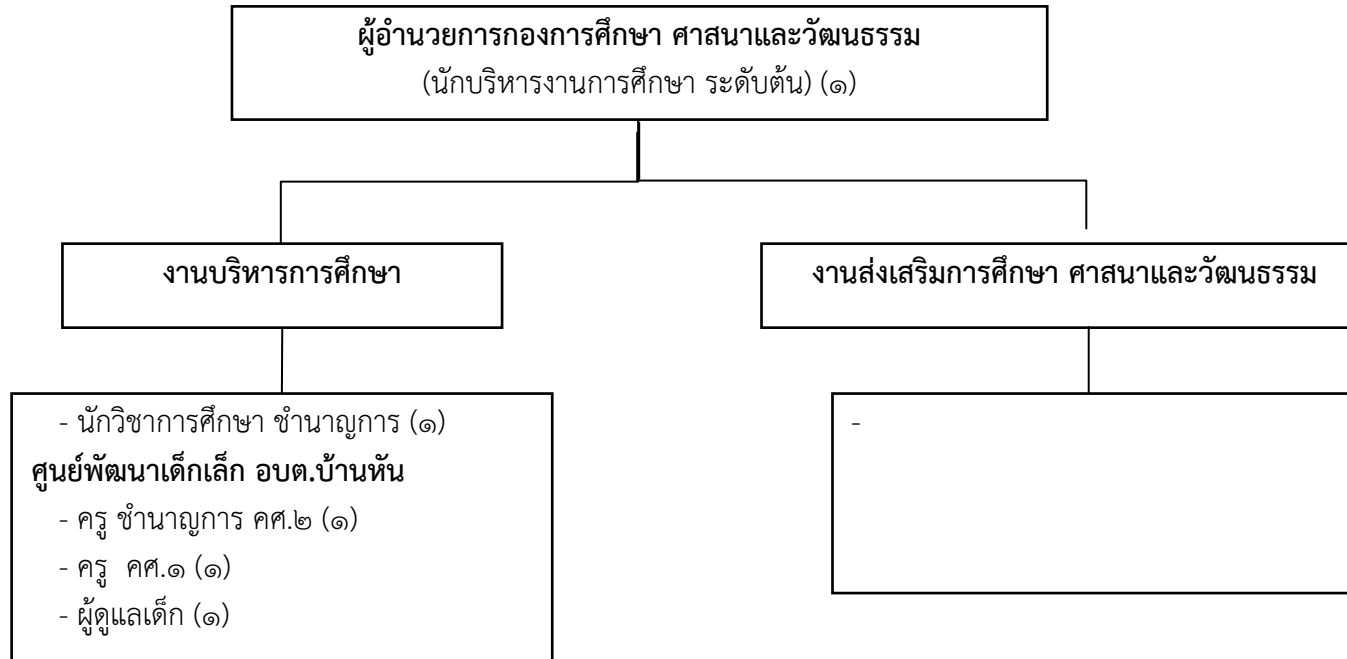 ผู้อำนวยการกองการศึกษา ศาสนาและวัฒนธรรม
(นักบริหารงานการศึกษา ระดับต้น) (๑)
งานบริหารการศึกษา
งานส่งเสริมการศึกษา ศาสนาและวัฒนธรรม
- นักวิชาการศึกษา ชำนาญการ (๑)
ศูนย์พัฒนาเด็กเล็ก อบต.บ้านหัน
- ครู ชำนาญการ คศ.๒ (๑)
- ครู คศ.๑ (๑)
- ผู้ดูแลเด็ก (๑)
-